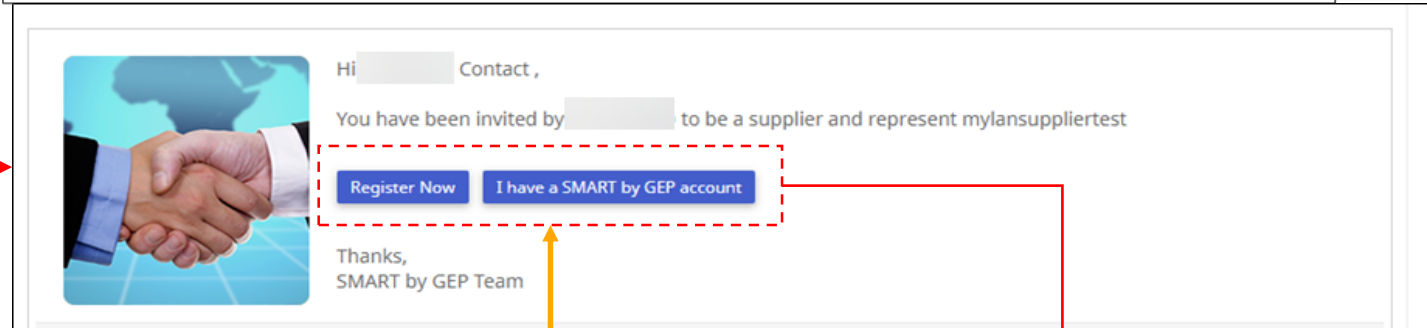 Hi Contact ,
You have been invited by to be a supplier and represent mylansuppliertest
Register Now I have a SMART by GEP account
Thanks,
SMART by GEP Team